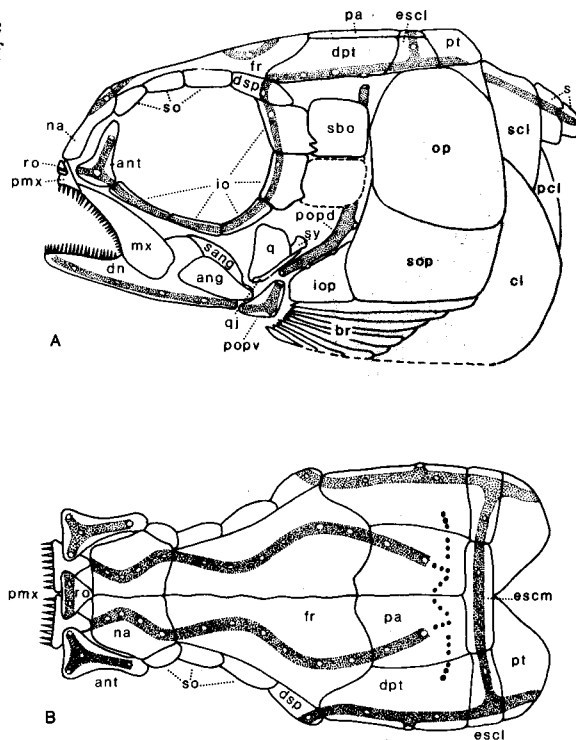 pa escl
fr dpt pt
dsp
so s
na sbo op scl
ro ant pcl
pmx io
popd
mx sang q sy
dn ang sop cl
iop
qj br
A popv
pmx ro fr pa escm
na
ant so dpt pt
dsp
B escl